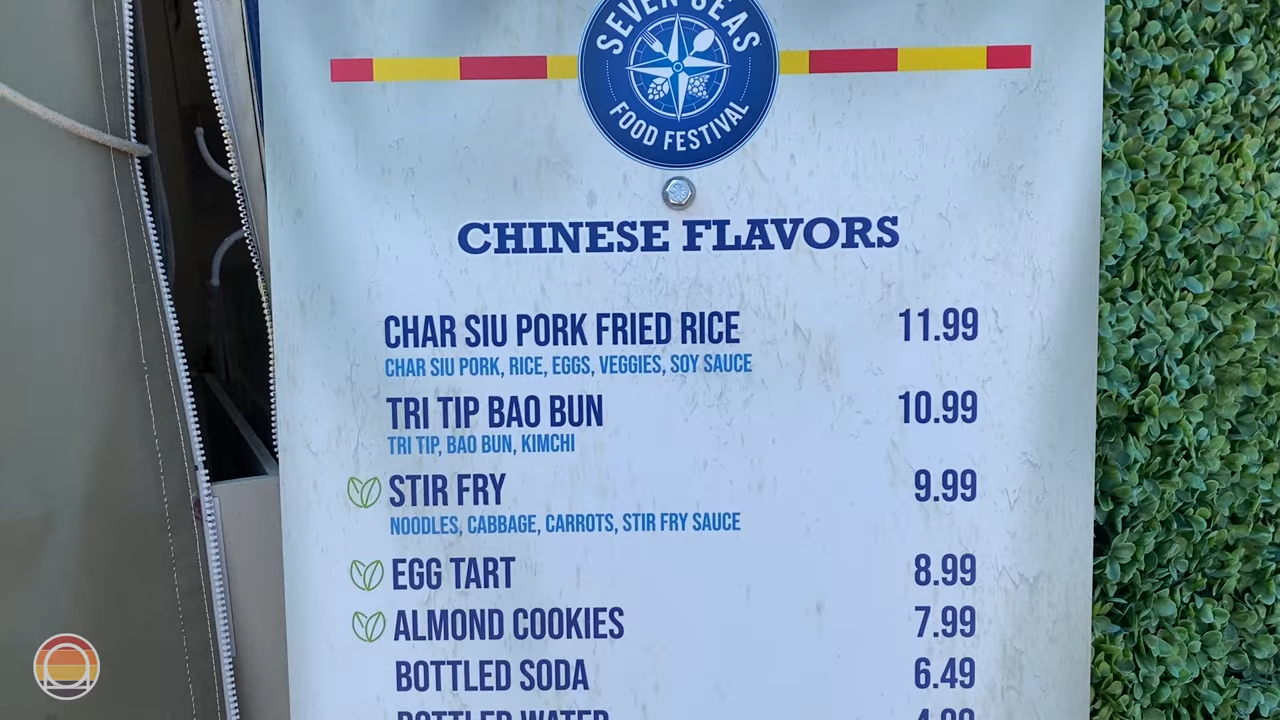 SEVEN SEAS
FOOD FESTIVAL
CHINESE FLAVORS
CHAR SIU PORK FRIED RICE 11.99
CHAR SIU PORK, RICE, EGGS, VEGGIES, SOY SAUCE
TRI TIP BAO BUN 10.99
TRI TIP, BAO BUN, KIMCHI
STIR FRY 9.99
NOODLES, CABBAGE, CARROTS, STIR FRY SAUCE
EGG TART 8.99
ALMOND COOKIES 7.99
BOTTLED SODA 6.49
BOTTLED WATER 4.99